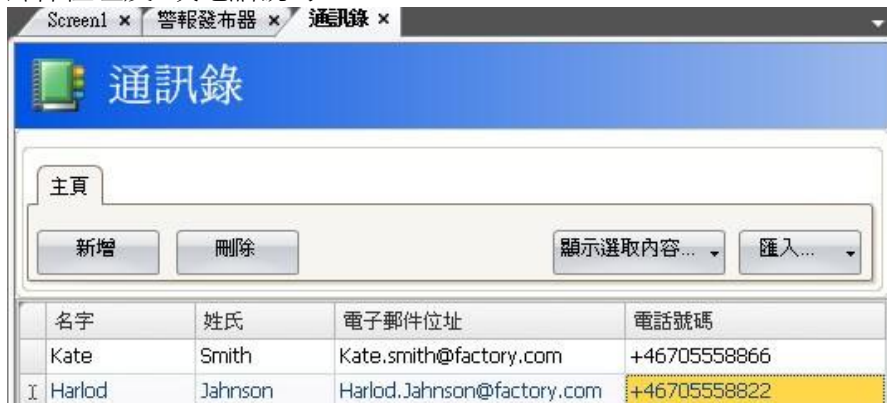 Screen1 × 警報發布器 × 通訊錄 ×
通訊錄
主頁
新增 刪除 顯示選取內容... 匯入...
名字 姓氏 電子郵件位址 電話號碼
Kate Smith Kate.smith@factory.com +46705558866
Harlod Jahnson Harlod.Jahnson@factory.com +46705558822